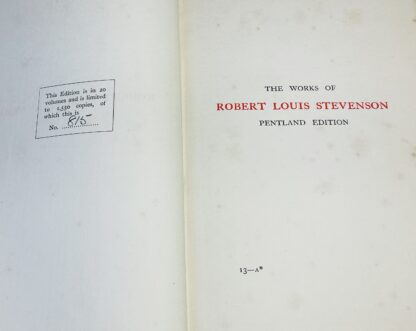 This Edition is in 20
volumes and is limited
to 1,550 copies, of
which this is
No. 815
THE WORKS OF
ROBERT LOUIS STEVENSON
PENTLAND EDITION
13—A*